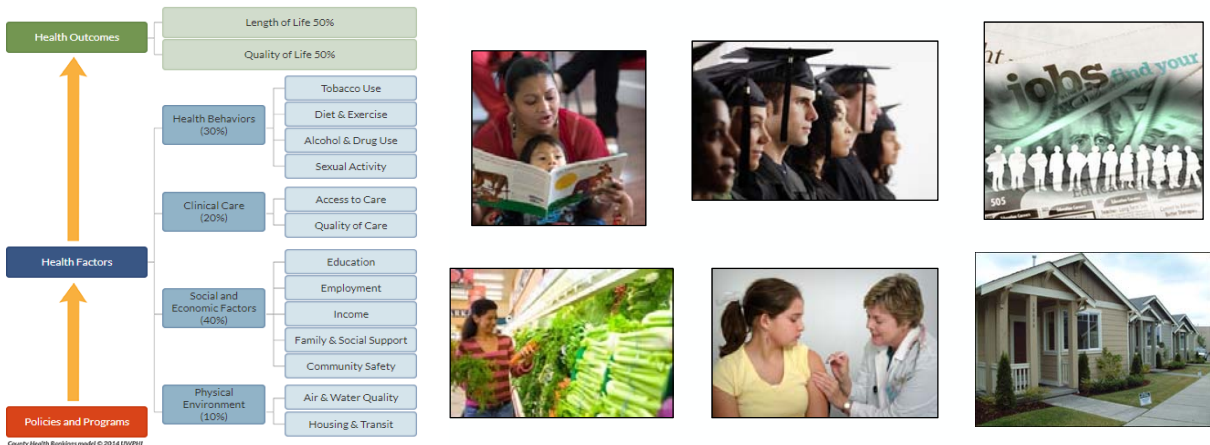 Health Outcomes
Length of Life 50%
Quality of Life 50%
Health Behaviors
(30%)
Tobacco Use
Diet & Exercise
Alcohol & Drug Use
Sexual Activity
Clinical Care
(20%)
Access to Care
Quality of Care
Health Factors
Social and
Economic Factors
(40%)
Education
Employment
Income
Family & Social Support
Community Safety
Physical
Environment
(10%)
Air & Water Quality
Housing & Transit
Policies and Programs
County Health Rankings model © 2014 UWPHI
jobs
find your
505